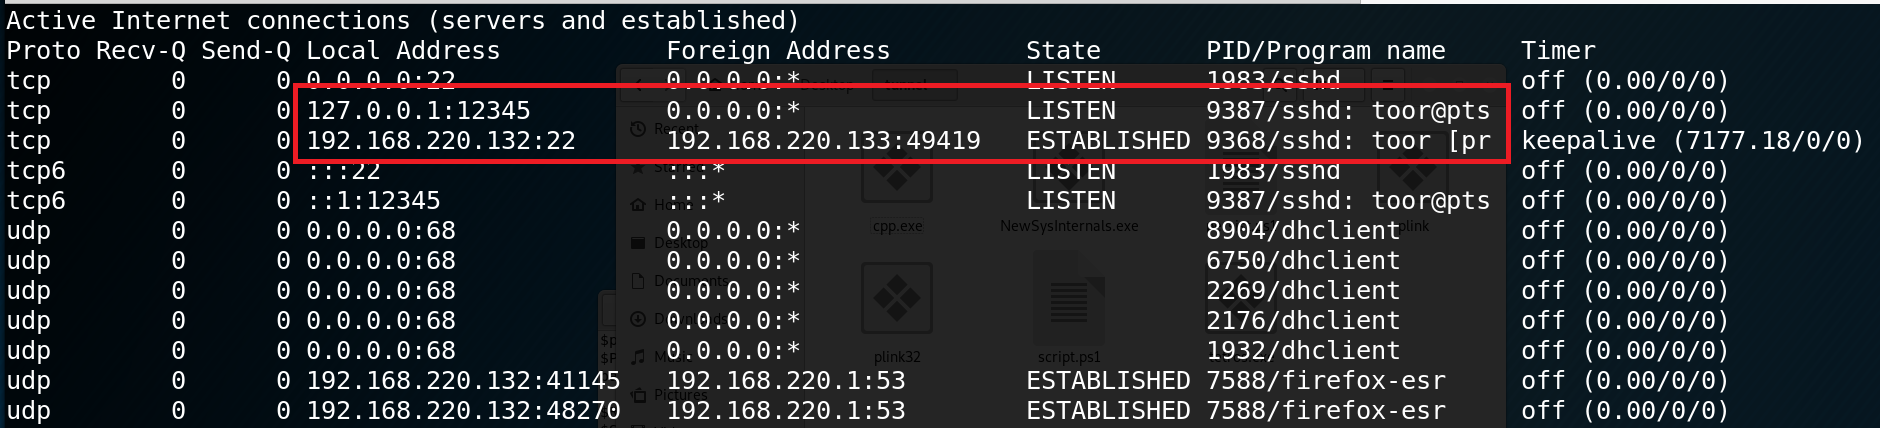 Active Internet connections (servers and established)
Proto Recv-Q Send-Q Local Address           Foreign Address         State       PID/Program name     Timer
tcp        0      0 0.0.0.0:22              0.0.0.0:*               LISTEN      1983/sshd            off (0.00/0/0)
tcp        0      0 127.0.0.1:12345         0.0.0.0:*               LISTEN      9387/sshd: toor@pts  off (0.00/0/0)
tcp        0      0 192.168.220.132:22      192.168.220.133:49419   ESTABLISHED 9368/sshd: toor [pr  keepalive (7177.18/0/0)
tcp6       0      0 :::22                   :::*                    LISTEN      1983/sshd            off (0.00/0/0)
tcp6       0      0 ::1:12345               :::*                    LISTEN      9387/sshd: toor@pts  off (0.00/0/0)
udp        0      0 0.0.0.0:68              0.0.0.0:*                           8904/dhclient        off (0.00/0/0)
udp        0      0 0.0.0.0:68              0.0.0.0:*                           6750/dhclient        off (0.00/0/0)
udp        0      0 0.0.0.0:68              0.0.0.0:*                           2269/dhclient        off (0.00/0/0)
udp        0      0 0.0.0.0:68              0.0.0.0:*                           2176/dhclient        off (0.00/0/0)
udp        0      0 0.0.0.0:68              0.0.0.0:*                           1932/dhclient        off (0.00/0/0)
udp        0      0 192.168.220.132:41145   192.168.220.1:53        ESTABLISHED 7588/firefox-esr     off (0.00/0/0)
udp        0      0 192.168.220.132:48270   192.168.220.1:53        ESTABLISHED 7588/firefox-esr     off (0.00/0/0)
Desktop
Documents
Music
Pictures
cpp.exe
NewSysInternals.exe
plink
plink32
script.ps1